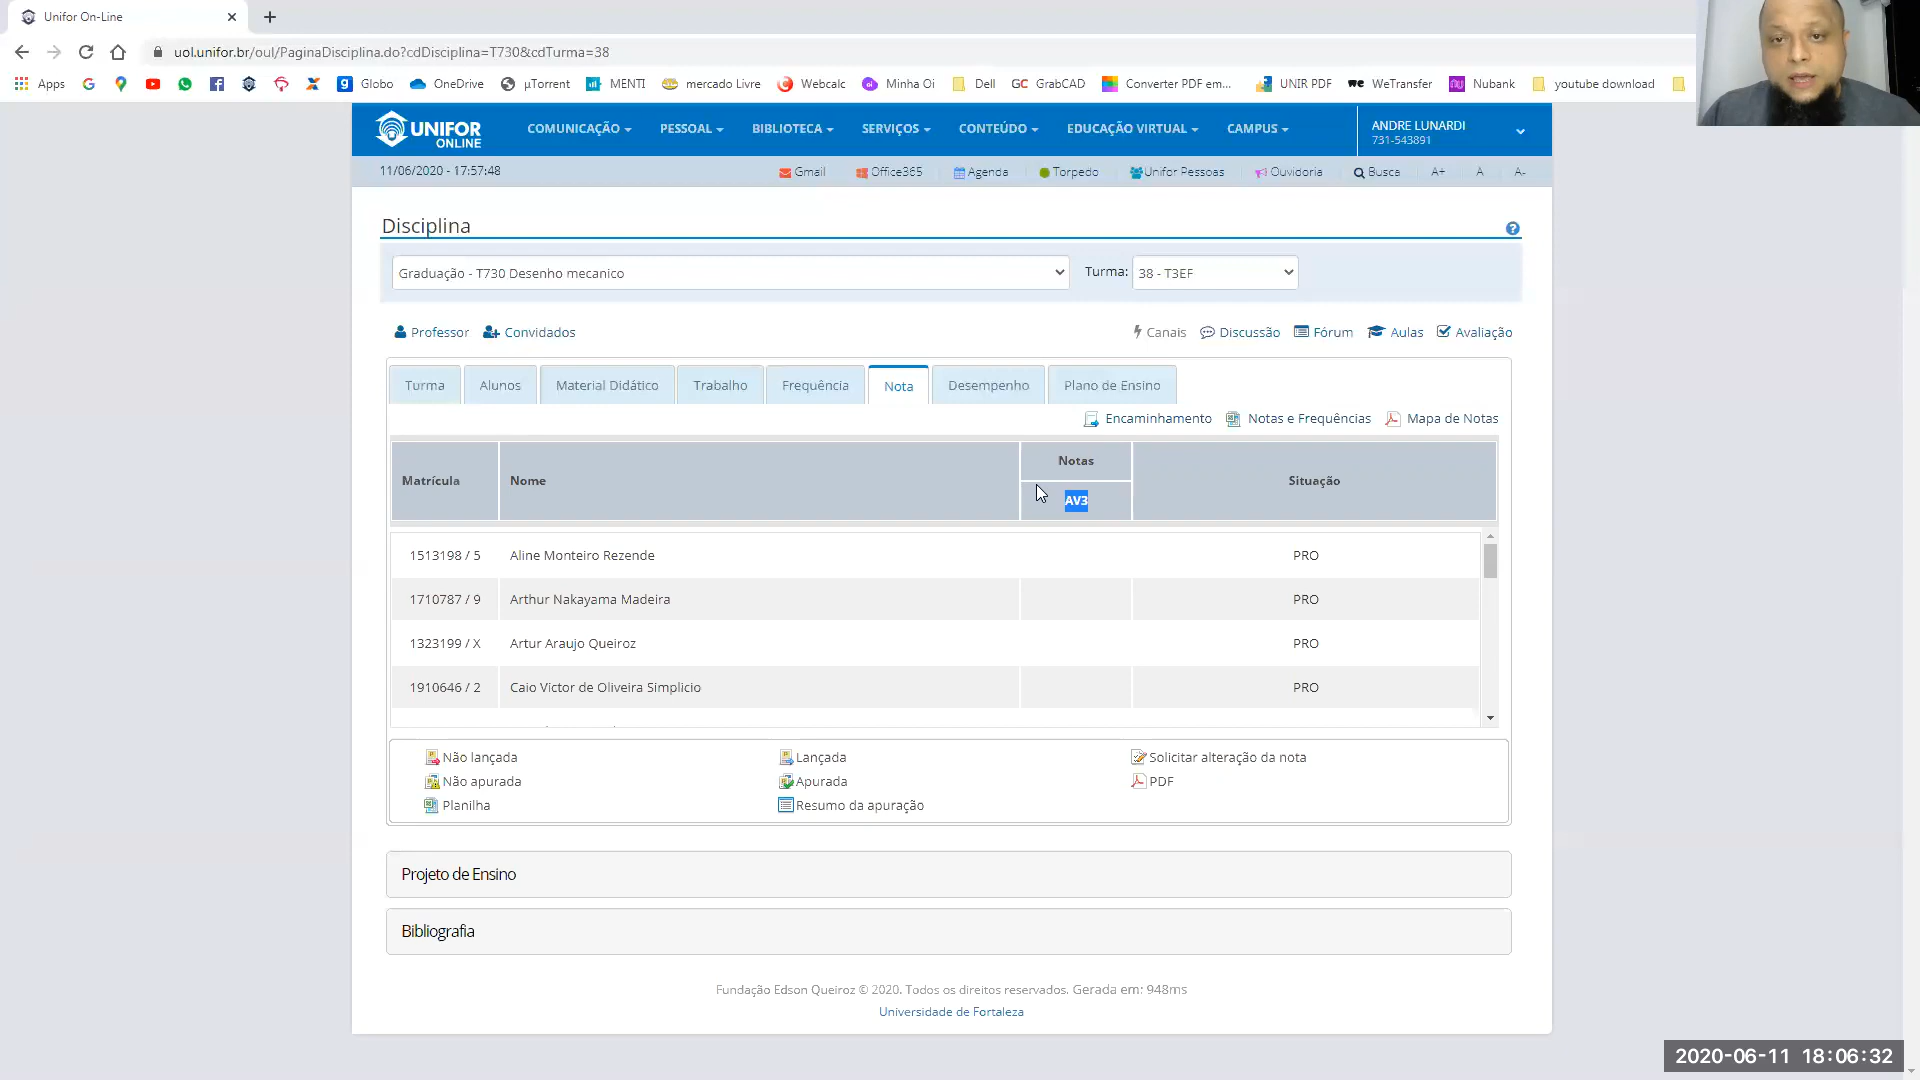 Unifor On-Line
uol.unifor.br/oul/PaginaDisciplina.do?cdDisciplina=T730&cdTurma=38
Apps Globo OneDrive µTorrent MENTI mercado Livre Webcalc Minha Oi Dell GC GrabCAD Converter PDF em... UNIR PDF we WeTransfer Nubank youtube download
UNIFOR ONLINE
COMUNICAÇÃO PESSOAL BIBLIOTECA SERVIÇOS CONTEÚDO EDUCAÇÃO VIRTUAL CAMPUS
ANDRE LUNARDI
731-543891
11/06/2020 - 17:57:48 Gmail Office365 Agenda Torpedo Unifor Pessoas Ouvidoria Busca A+ A A-
Disciplina
Graduação - T730 Desenho mecanico Turma: 38 - T3EF
Professor Convidados Canais Discussão Fórum Aulas Avaliação
Turma Alunos Material Didático Trabalho Frequência Nota Desempenho Plano de Ensino
Encaminhamento Notas e Frequências Mapa de Notas
Matrícula Nome Notas Situação
AV3
1513198 / 5 Aline Monteiro Rezende PRO
1710787 / 9 Arthur Nakayama Madeira PRO
1323199 / X Artur Araujo Queiroz PRO
1910646 / 2 Caio Victor de Oliveira Simplicio PRO
Não lançada Lançada Solicitar alteração da nota
Não apurada Apurada PDF
Planilha Resumo da apuração
Projeto de Ensino
Bibliografia
Fundação Edson Queiroz © 2020. Todos os direitos reservados. Gerada em: 948ms
Universidade de Fortaleza
2020-06-11 18:06:32